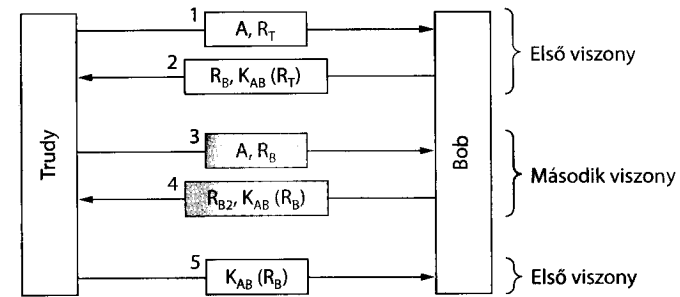 1
A, R_T
2
R_B, K_AB (R_T)
Első viszony
3
A, R_B
4
R_B2, K_AB (R_B)
Második viszony
5
K_AB (R_B)
Első viszony
Trudy
Bob